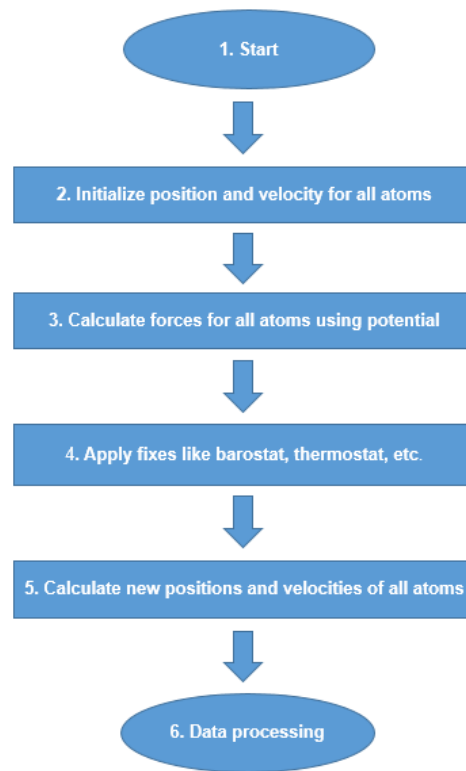 1. Start
2. Initialize position and velocity for all atoms
3. Calculate forces for all atoms using potential
4. Apply fixes like barostat, thermostat, etc.
5. Calculate new positions and velocities of all atoms
6. Data processing